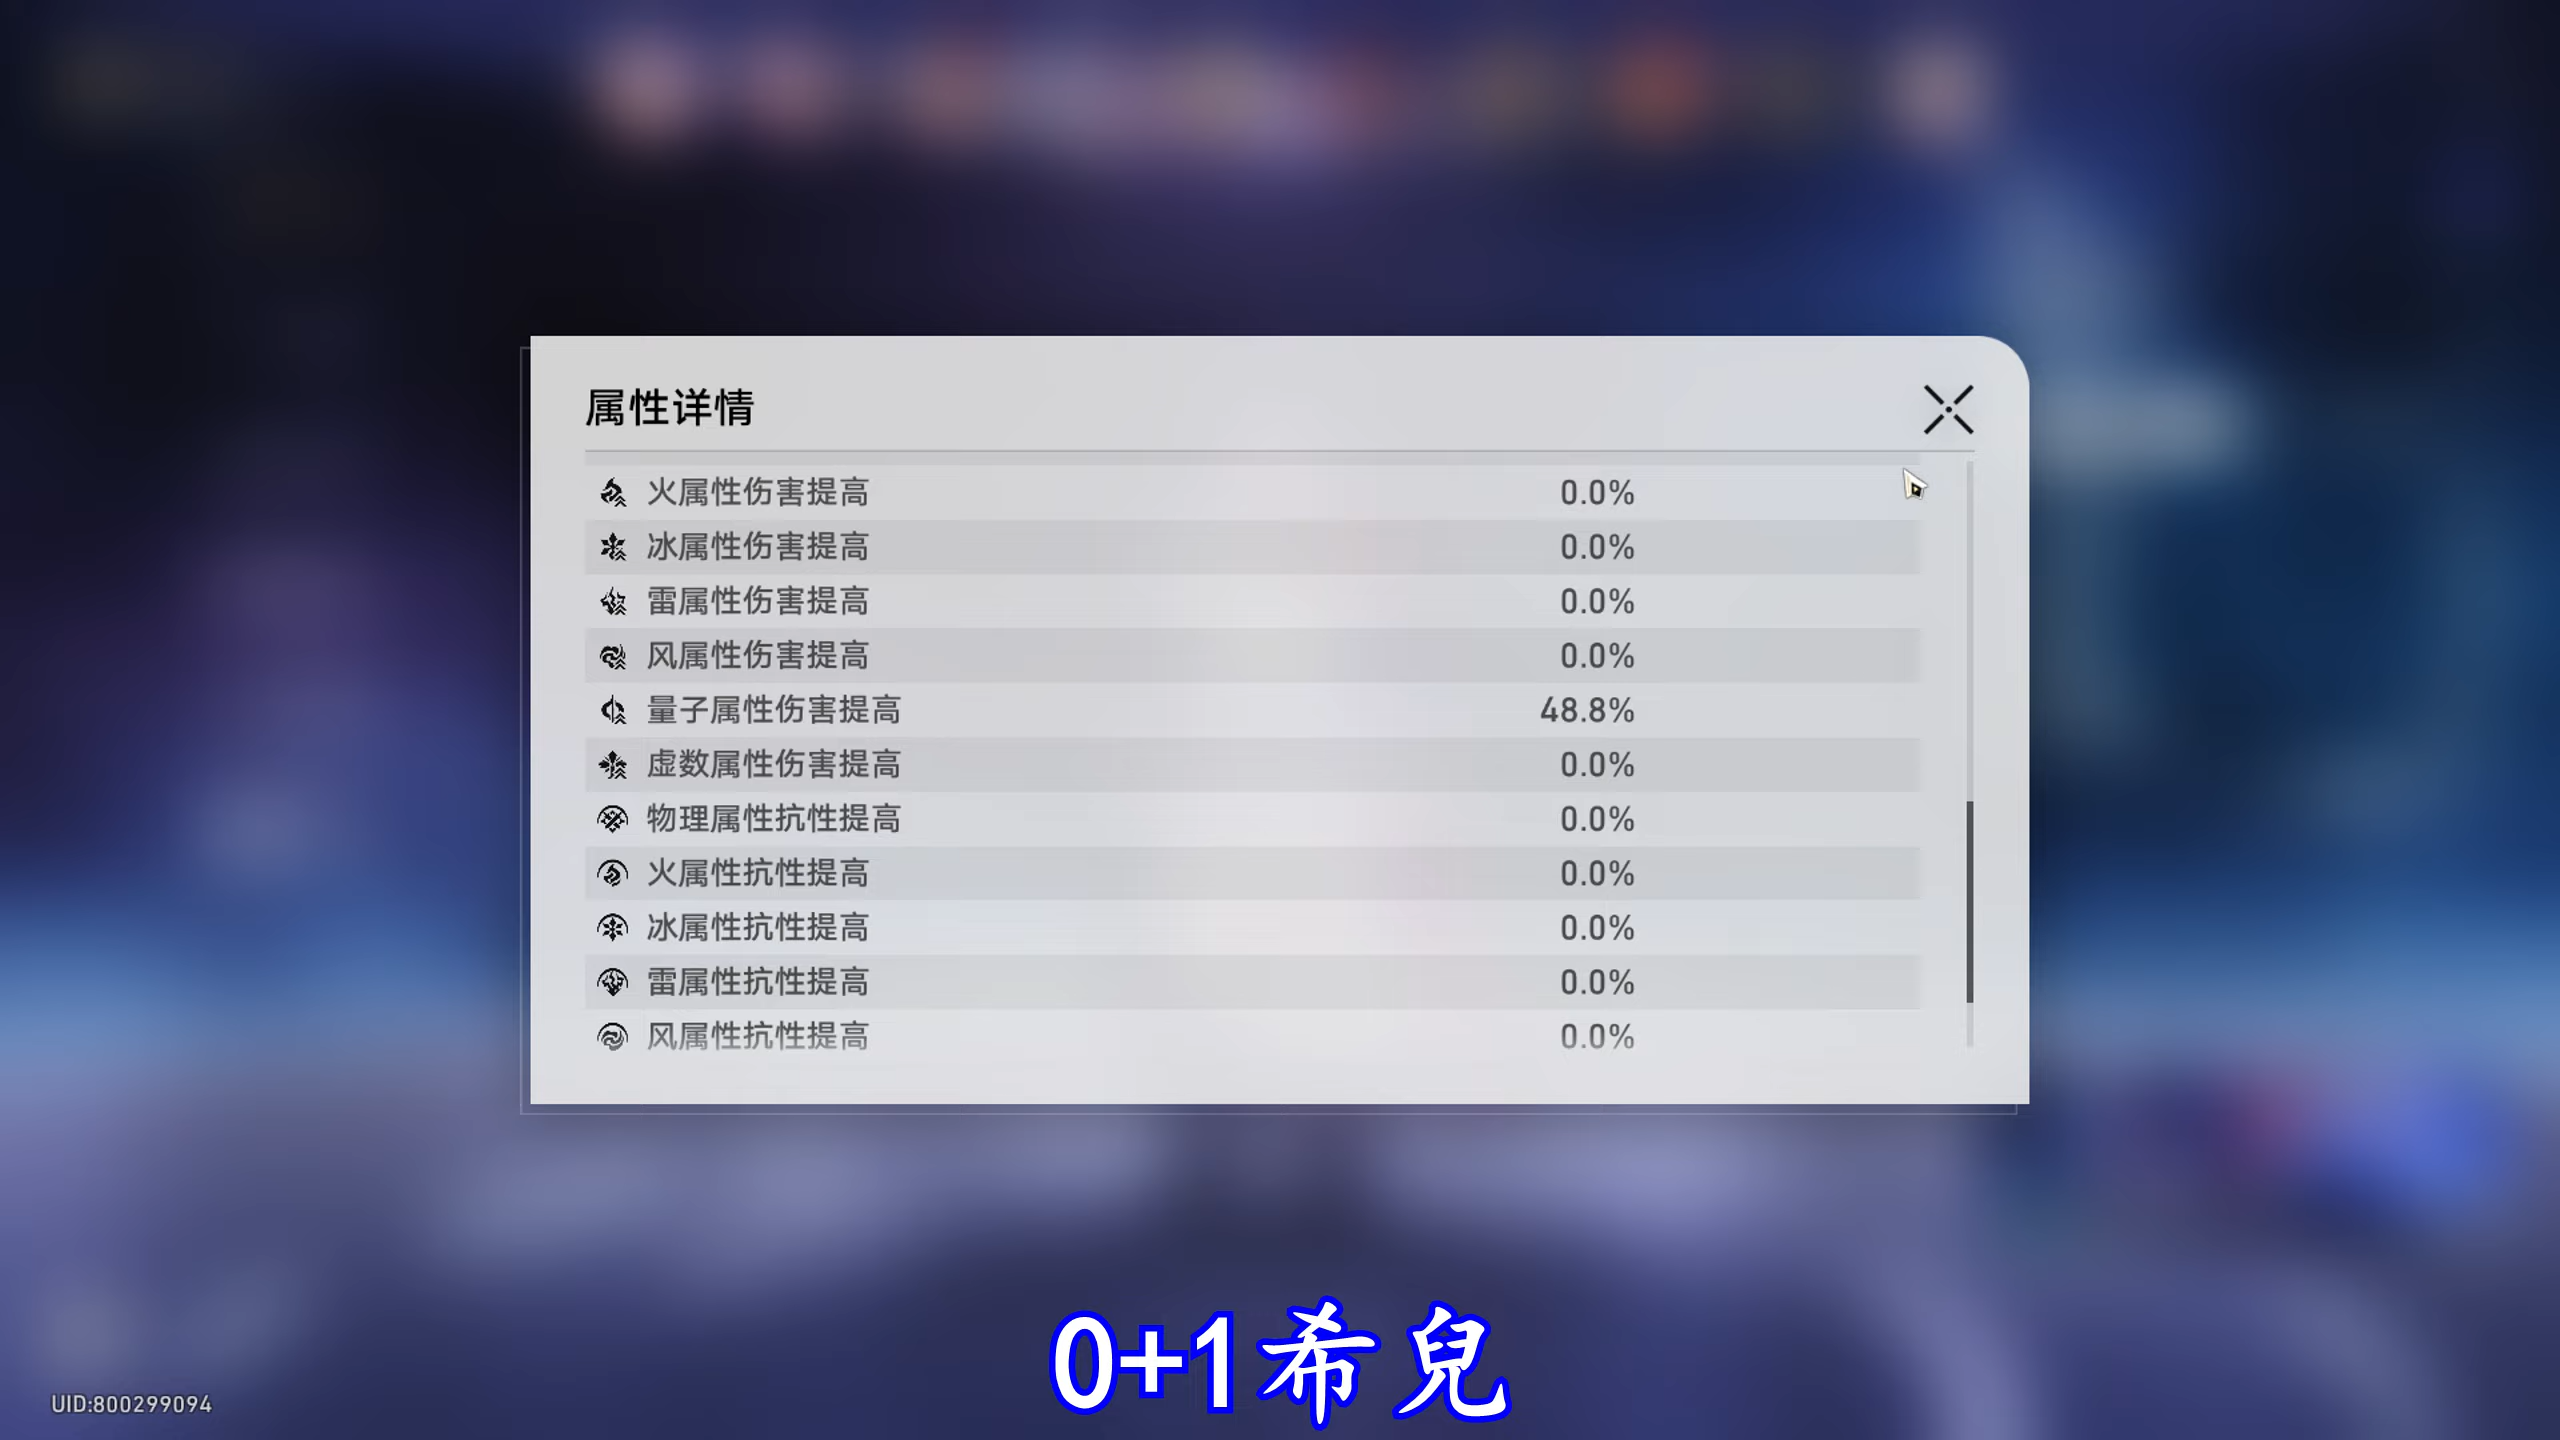 属性详情
火属性伤害提高 0.0%
冰属性伤害提高 0.0%
雷属性伤害提高 0.0%
风属性伤害提高 0.0%
量子属性伤害提高 48.8%
虚数属性伤害提高 0.0%
物理属性抗性提高 0.0%
火属性抗性提高 0.0%
冰属性抗性提高 0.0%
雷属性抗性提高 0.0%
风属性抗性提高 0.0%
0+1希兒
UID:800299094